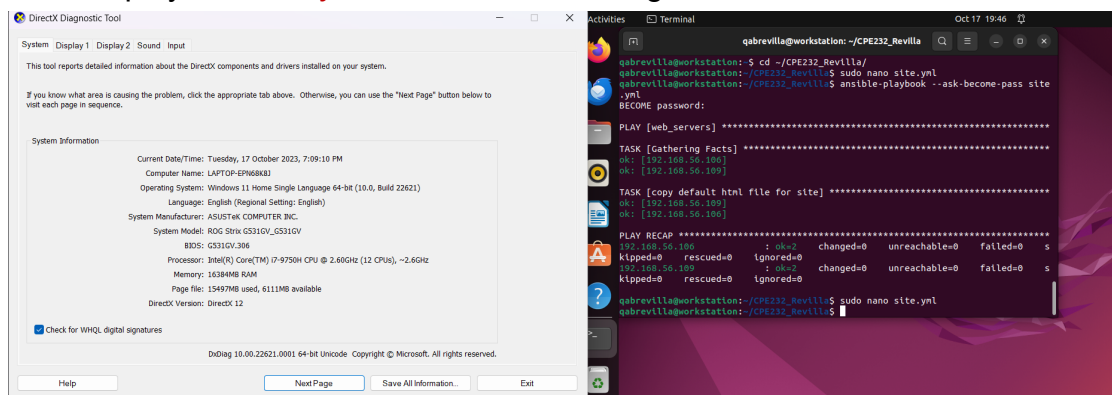 DirectX Diagnostic Tool
System Display 1 Display 2 Sound Input
This tool reports detailed information about the DirectX components and drivers installed on your system.
If you know what area is causing the problem, click the appropriate tab above. Otherwise, you can use the "Next Page" button below to
visit each page in sequence.
System Information
Current Date/Time: Tuesday, 17 October 2023, 7:09:10 PM
Computer Name: LAPTOP-EPN68KBJ
Operating System: Windows 11 Home Single Language 64-bit (10.0, Build 22621)
Language: English (Regional Setting: English)
System Manufacturer: ASUSTeK COMPUTER INC.
System Model: ROG Strix G531GV_G531GV
BIOS: G531GV.306
Processor: Intel(R) Core(TM) i7-9750H CPU @ 2.60GHz (12 CPUs), ~2.6GHz
Memory: 16384MB RAM
Page file: 15497MB used, 6111MB available
DirectX Version: DirectX 12
Check for WHQL digital signatures
DxDiag 10.00.22621.0001 64-bit Unicode Copyright © Microsoft. All rights reserved.
Help Next Page Save All Information... Exit
Activities Terminal Oct 17 19:46
qabrevilla@workstation: ~/CPE232_Revilla
qabrevilla@workstation:~$ cd ~/CPE232_Revilla/
qabrevilla@workstation:~/CPE232_Revilla$ sudo nano site.yml
qabrevilla@workstation:~/CPE232_Revilla$ ansible-playbook --ask-become-pass site
.yml
BECOME password:
PLAY [web_servers] *************************************************************
TASK [Gathering Facts] *********************************************************
ok: [192.168.56.106]
ok: [192.168.56.109]
TASK [copy default html file for site] *****************************************
ok: [192.168.56.109]
ok: [192.168.56.106]
PLAY RECAP *********************************************************************
192.168.56.106 : ok=2 changed=0 unreachable=0 failed=0 s
kipped=0 rescued=0 ignored=0
192.168.56.109 : ok=2 changed=0 unreachable=0 failed=0 s
kipped=0 rescued=0 ignored=0
qabrevilla@workstation:~/CPE232_Revilla$ sudo nano site.yml
qabrevilla@workstation:~/CPE232_Revilla$